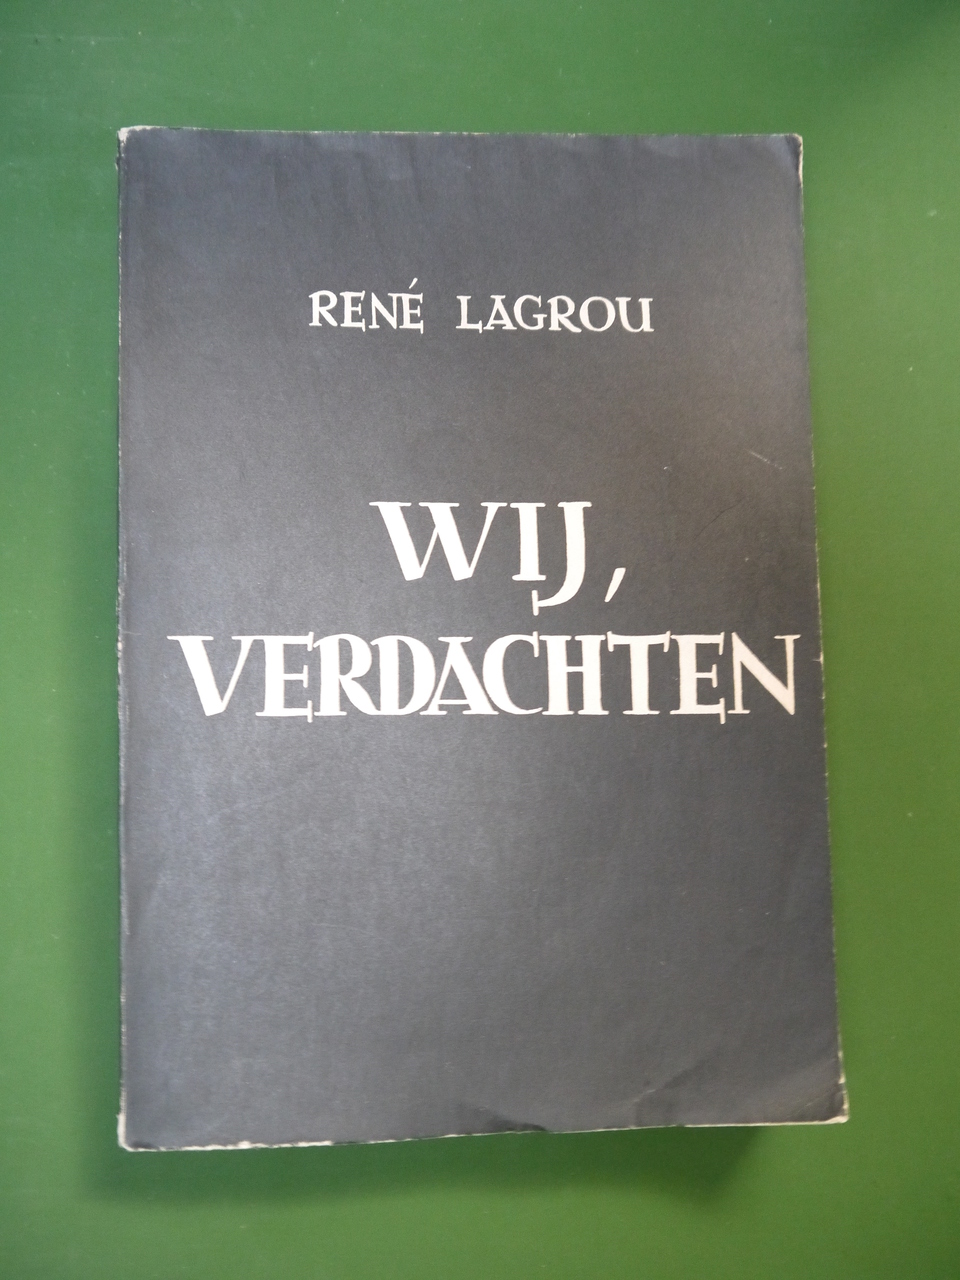 RENÉ LAGROU
WIJ,
VERDACHTEN